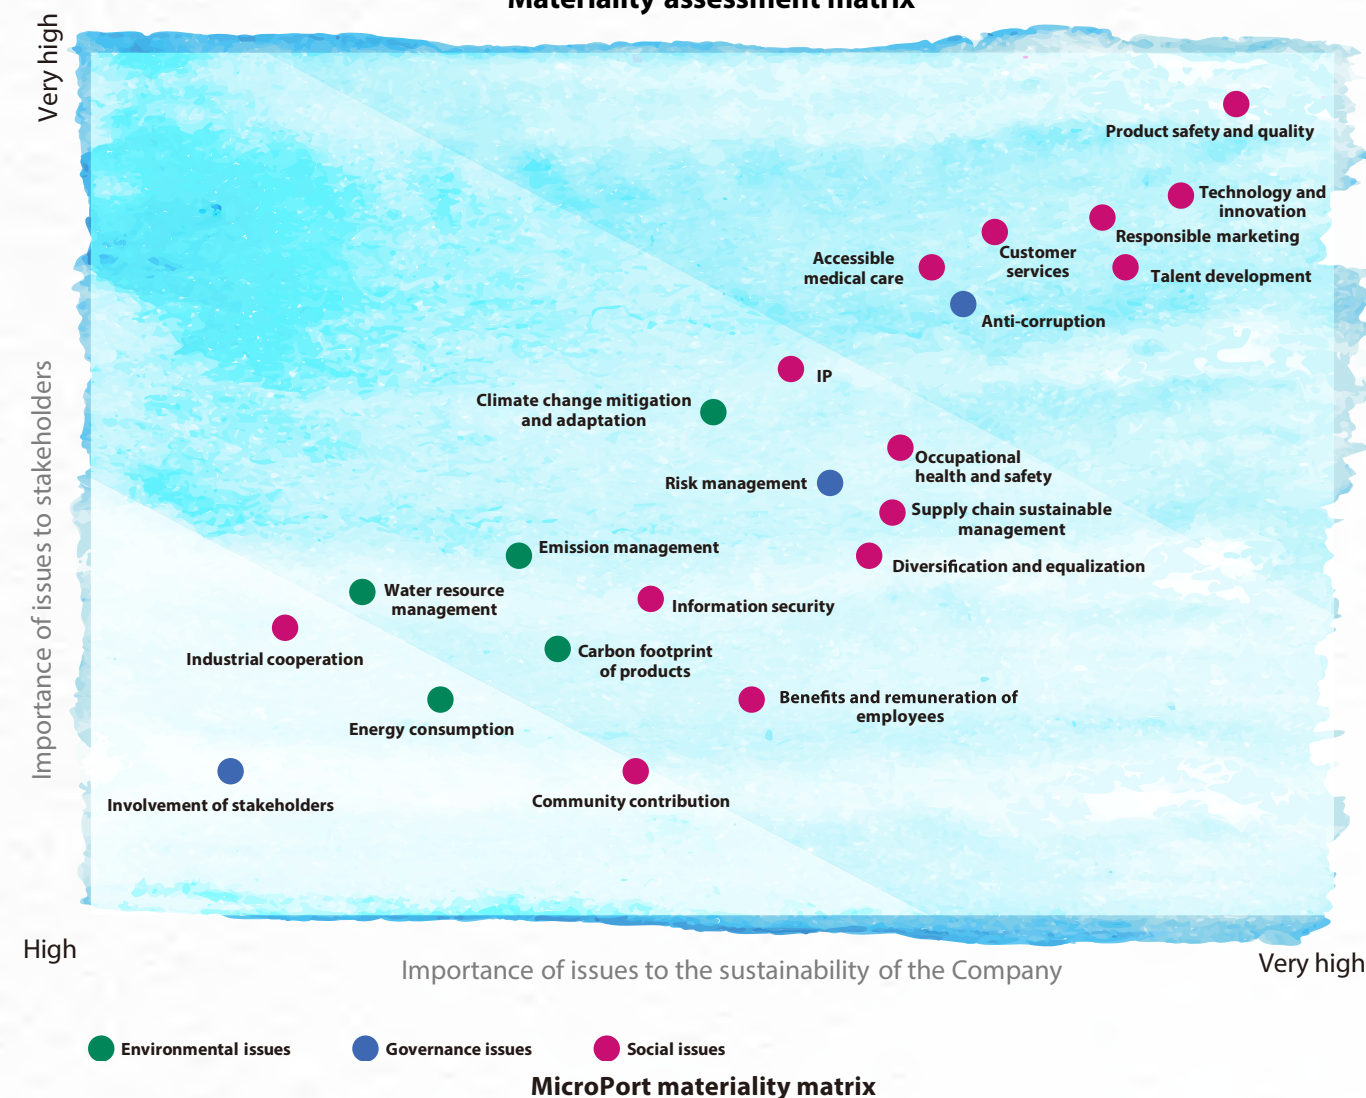 Materiality assessment matrix
Very high
Product safety and quality
Technology and
innovation
Responsible marketing
Customer
services
Accessible
medical care
Talent development
Anti-corruption
IP
Climate change mitigation
and adaptation
Occupational
health and safety
Risk management
Supply chain sustainable
management
Emission management
Diversification and equalization
Water resource
management
Information security
Industrial cooperation
Carbon footprint
of products
Benefits and remuneration of
employees
Energy consumption
Involvement of stakeholders
Community contribution
Importance of issues to stakeholders
High
Importance of issues to the sustainability of the Company
Very high
Environmental issues
Governance issues
Social issues
MicroPort materiality matrix